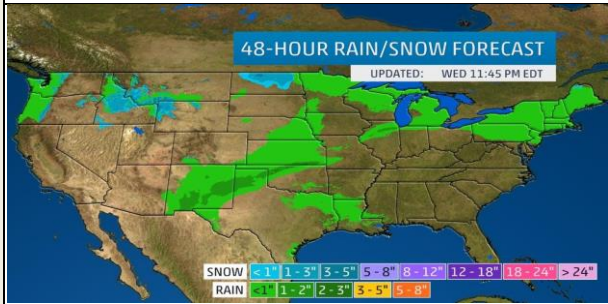 48-HOUR RAIN/SNOW FORECAST
UPDATED: WED 11:45 PM EDT
SNOW <1" 1 - 3" 3 - 5" 5 - 8" 8 - 12" 12 - 18" 18 - 24" > 24"
RAIN <1" 1 - 2" 2 - 3" 3 - 5" 5 - 8"